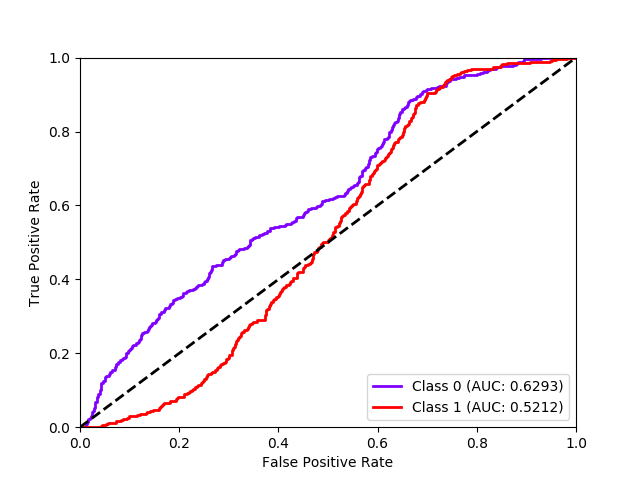 1.0
0.8
0.6
0.4
0.2
0.0
True Positive Rate
Class 0 (AUC: 0.6293)
Class 1 (AUC: 0.5212)
0.0 0.2 0.4 0.6 0.8 1.0
False Positive Rate